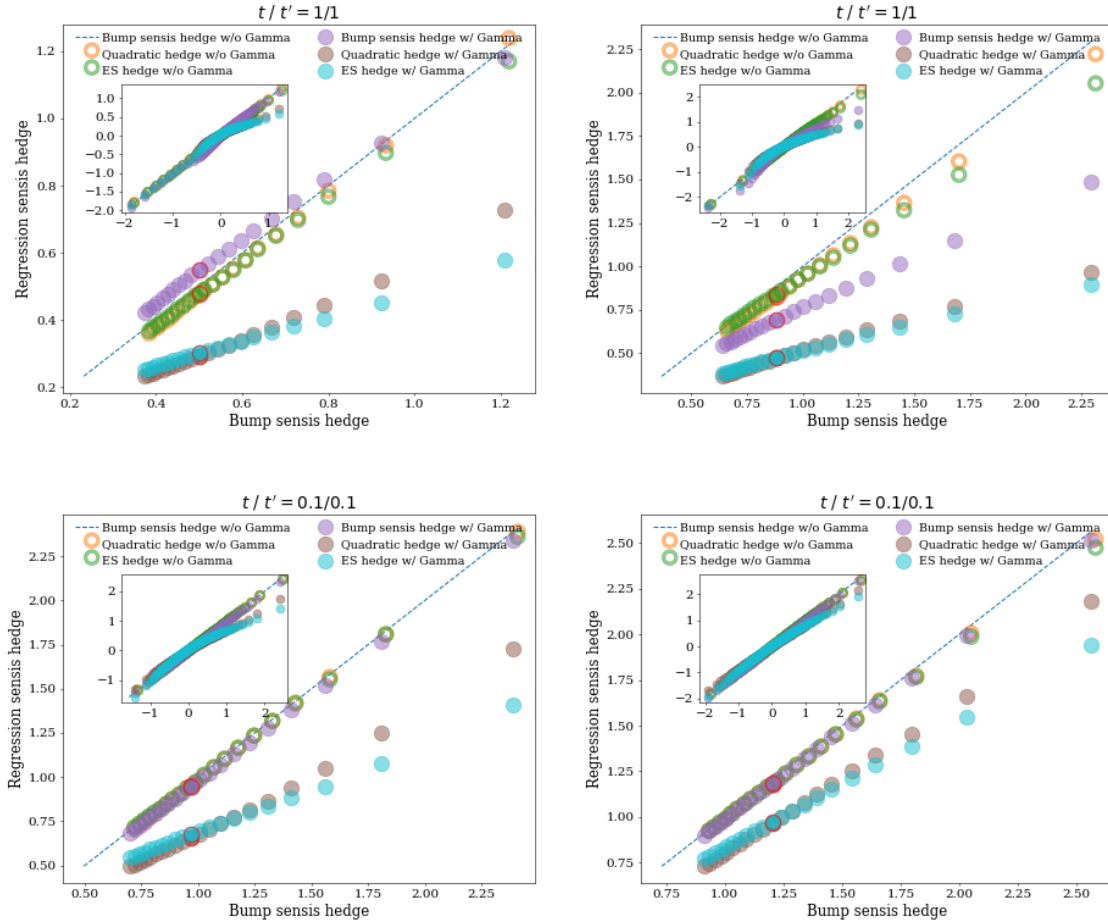 t / t′ = 1/1
Bump sensis hedge w/o Gamma
Quadratic hedge w/o Gamma
ES hedge w/o Gamma
Bump sensis hedge w/ Gamma
Quadratic hedge w/ Gamma
ES hedge w/ Gamma
1.2
1.0
0.8
0.6
0.4
0.2
Regression sensis hedge
1.0
0.5
0.0
−0.5
−1.0
−1.5
−2.0
−2
−1
0
1
0.2
0.4
0.6
0.8
1.0
1.2
Bump sensis hedge
t / t′ = 1/1
Bump sensis hedge w/o Gamma
Quadratic hedge w/o Gamma
ES hedge w/o Gamma
Bump sensis hedge w/ Gamma
Quadratic hedge w/ Gamma
ES hedge w/ Gamma
2.25
2.00
1.75
1.50
1.25
1.00
0.75
0.50
Regression sensis hedge
2
1
0
−1
−2
−2
−1
0
1
2
0.50
0.75
1.00
1.25
1.50
1.75
2.00
2.25
Bump sensis hedge
t / t′ = 0.1/0.1
Bump sensis hedge w/o Gamma
Quadratic hedge w/o Gamma
ES hedge w/o Gamma
Bump sensis hedge w/ Gamma
Quadratic hedge w/ Gamma
ES hedge w/ Gamma
2.25
2.00
1.75
1.50
1.25
1.00
0.75
0.50
Regression sensis hedge
2
1
0
−1
−1
0
1
2
0.50
0.75
1.00
1.25
1.50
1.75
2.00
2.25
Bump sensis hedge
t / t′ = 0.1/0.1
Bump sensis hedge w/o Gamma
Quadratic hedge w/o Gamma
ES hedge w/o Gamma
Bump sensis hedge w/ Gamma
Quadratic hedge w/ Gamma
ES hedge w/ Gamma
2.50
2.25
2.00
1.75
1.50
1.25
1.00
0.75
Regression sensis hedge
2
1
0
−1
−2
−2
−1
0
1
2
0.75
1.00
1.25
1.50
1.75
2.00
2.25
2.50
Bump sensis hedge